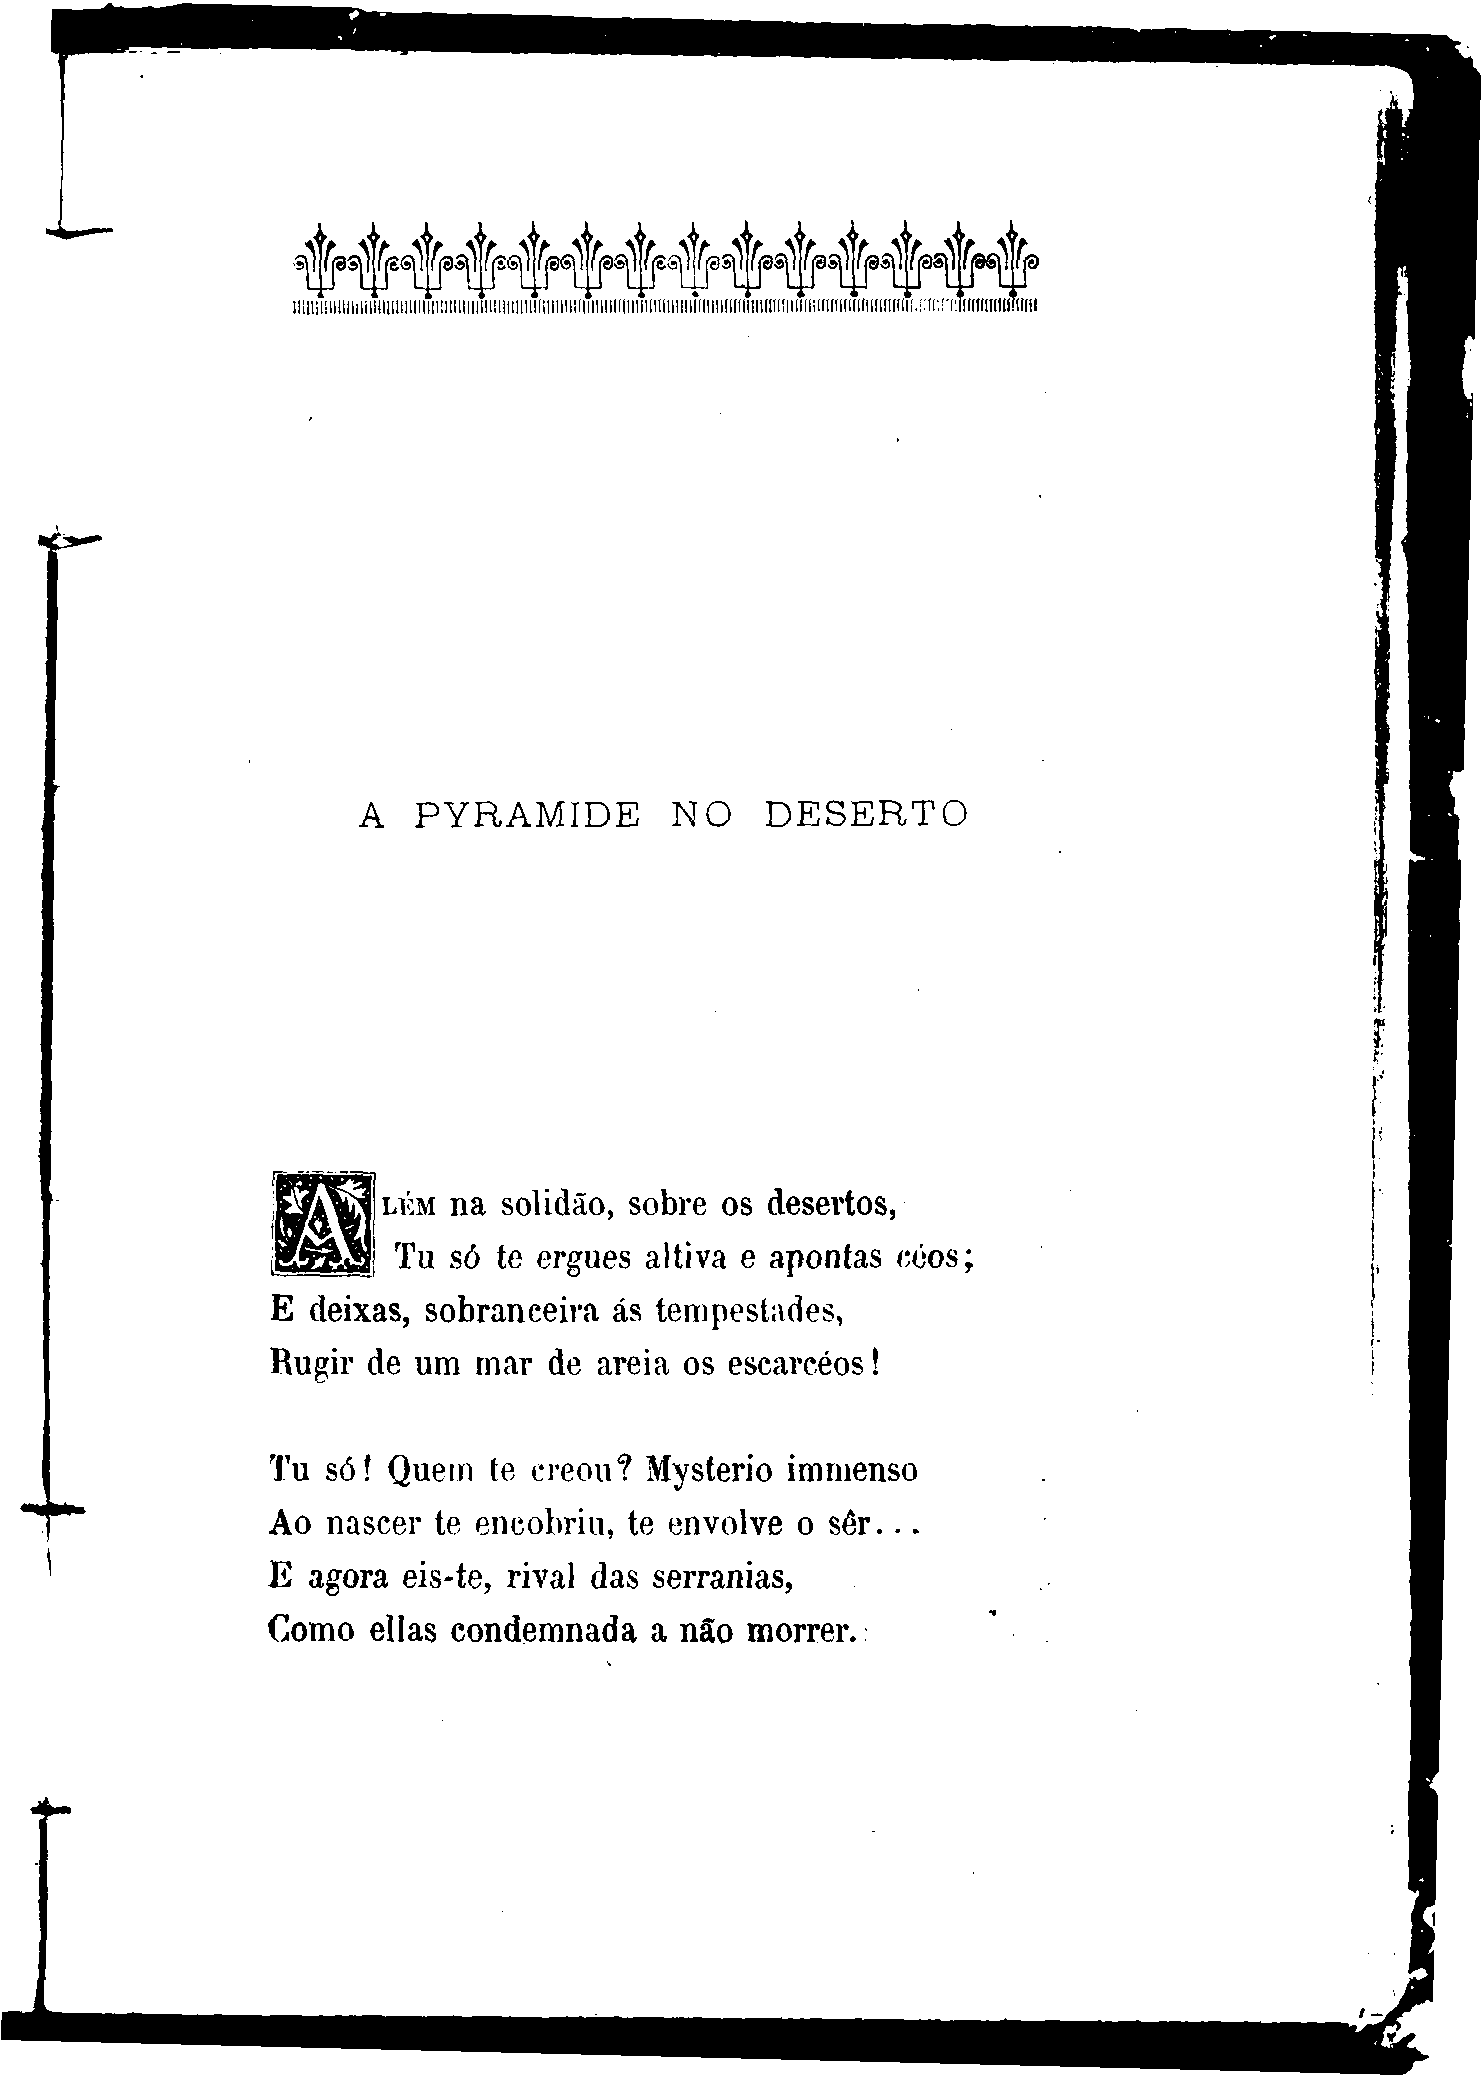 A PYRAMIDE NO DESERTO
ALÉM na solidão, sobre os desertos,
Tu só te ergues altiva e apontas céos;
E deixas, sobranceira ás tempestades,
Rugir de um mar de areia os escarcéos!
Tu só! Quem te creou? Mysterio immenso
Ao nascer te encobriu, te envolve o sêr...
E agora eis-te, rival das serranias,
Como ellas condemnada a não morrer.